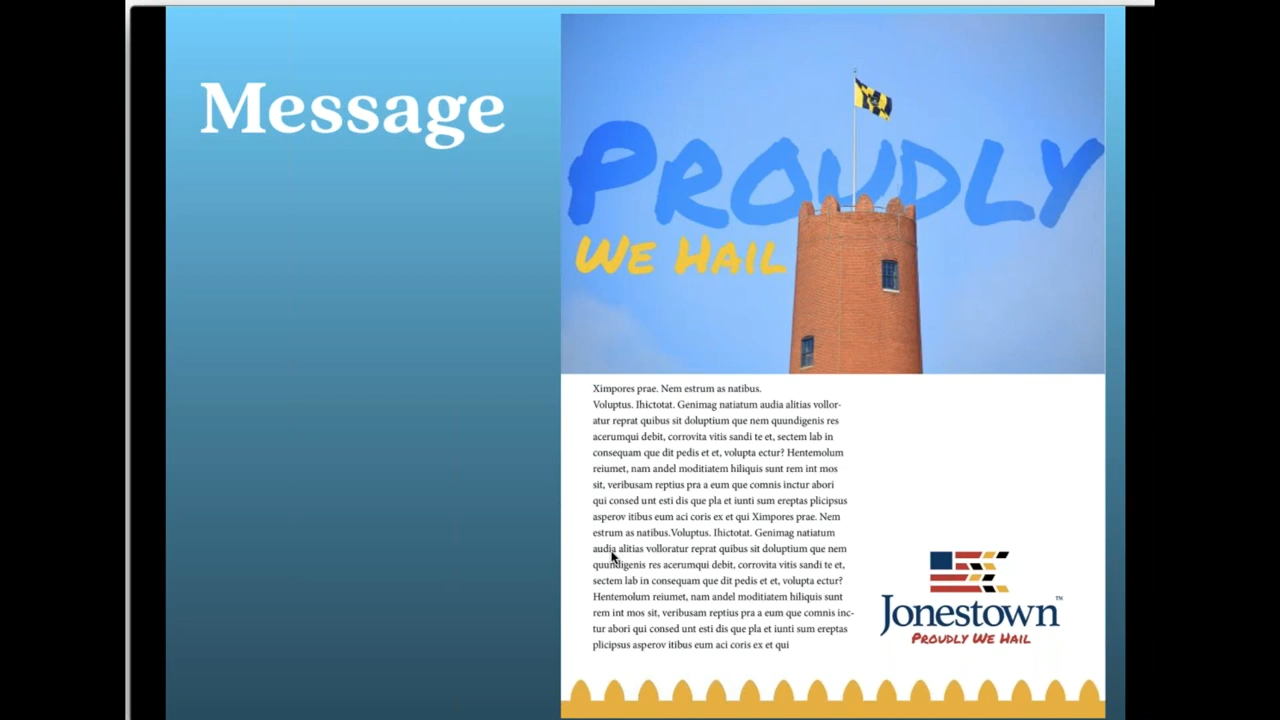 Message
PROUDLY
WE HAIL
Ximpores prae. Nem estrum as natibus.
Voluptus. Ihictotat. Genimag natiatum audia alitias vollor-
atur reprat quibus sit doluptium que nem quundigenis res
acerumqui debit, corrovita vitis sandi te et, sectem lab in
consequam que dit pedis et et, volupta ectur? Hentemolum
reiumet, nam andel moditiatem hiliquis sunt rem int mos
sit, veribusam reptius pra a eum que comnis inctur abori
qui consed unt esti dis que pla et iunti sum ereptas plicipsus
asperov itibus eum aci coris ex et qui Ximpores prae. Nem
estrum as natibus.Voluptus. Ihictotat. Genimag natiatum
audia alitias volloratur reprat quibus sit doluptium que nem
quundigenis res acerumqui debit, corrovita vitis sandi te et,
sectem lab in consequam que dit pedis et et, volupta ectur?
Hentemolum reiumet, nam andel moditiatem hiliquis sunt
rem int mos sit, veribusam reptius pra a eum que comnis inc-
tur abori qui consed unt esti dis que pla et iunti sum ereptas
plicipsus asperov itibus eum aci coris ex et qui
Jonestown™
PROUDLY WE HAIL